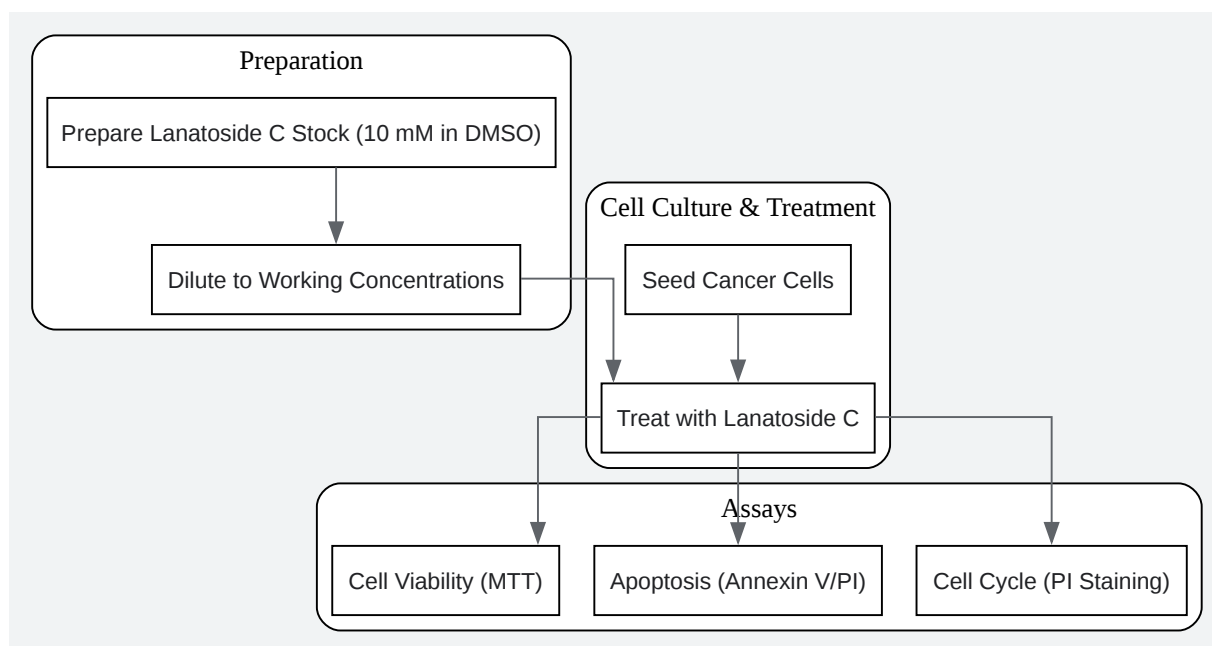 Preparation
Prepare Lanatoside C Stock (10 mM in DMSO)
Dilute to Working Concentrations
Cell Culture & Treatment
Seed Cancer Cells
Treat with Lanatoside C
Assays
Cell Viability (MTT)
Apoptosis (Annexin V/PI)
Cell Cycle (PI Staining)